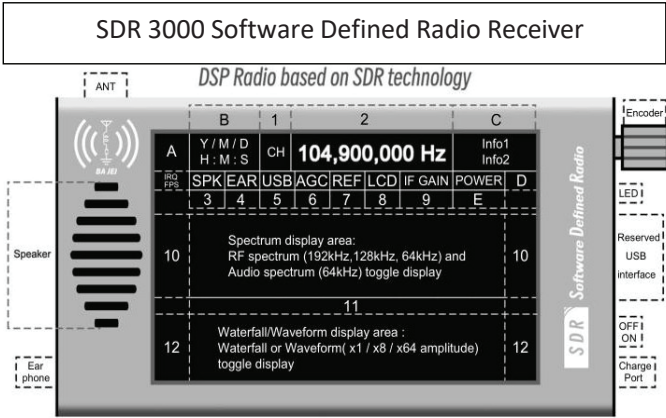 SDR 3000 Software Defined Radio Receiver
DSP Radio based on SDR technology
ANT
Encoder
B 1 2 C
A
Y / M / D
H : M : S
CH
104,900,000 Hz
Info1
Info2
BA JEI
IRQ
FPS
SPK EAR USB AGC REF LCD IF GAIN POWER D
3 4 5 6 7 8 9 E
LED
Speaker
10
Spectrum display area:
RF spectrum (192kHz,128kHz, 64kHz) and
Audio spectrum (64kHz) toggle display
10
Reserved
USB
interface
11
12
Waterfall/Waveform display area :
Waterfall or Waveform( x1 / x8 / x64 amplitude)
toggle display
12
SDR Software Defined Radio
OFF
ON
Ear
phone
Charge
Port